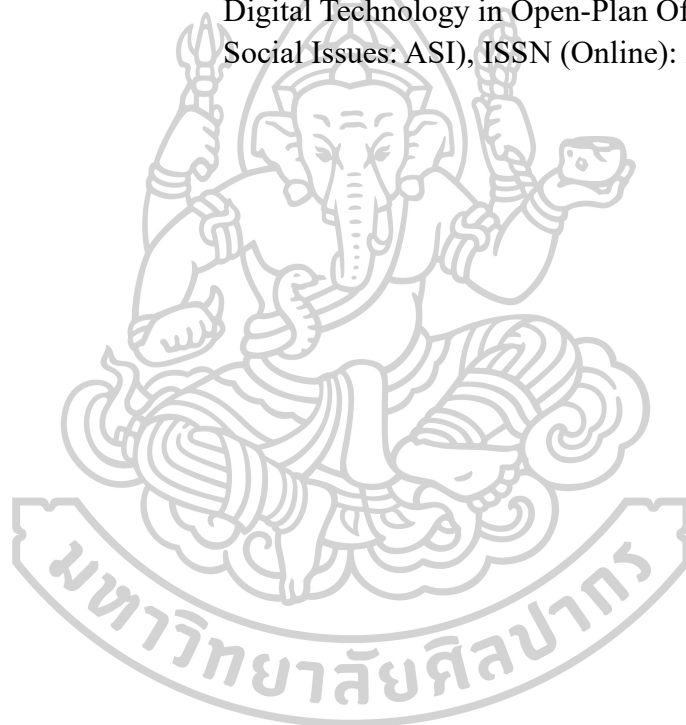 Digital Technology in Open-Plan Of
Social Issues: ASI), ISSN (Online):
มหาวิทยาลัยศิลปากร